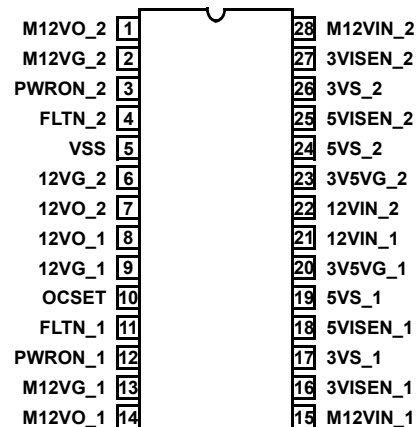 M12VO_2 1 28 M12VIN_2
M12VG_2 2 27 3VISEN_2
PWRON_2 3 26 3VS_2
FLTN_2 4 25 5VISEN_2
VSS 5 24 5VS_2
12VG_2 6 23 3V5VG_2
12VO_2 7 22 12VIN_2
12VO_1 8 21 12VIN_1
12VG_1 9 20 3V5VG_1
OCSET 10 19 5VS_1
FLTN_1 11 18 5VISEN_1
PWRON_1 12 17 3VS_1
M12VG_1 13 16 3VISEN_1
M12VO_1 14 15 M12VIN_1